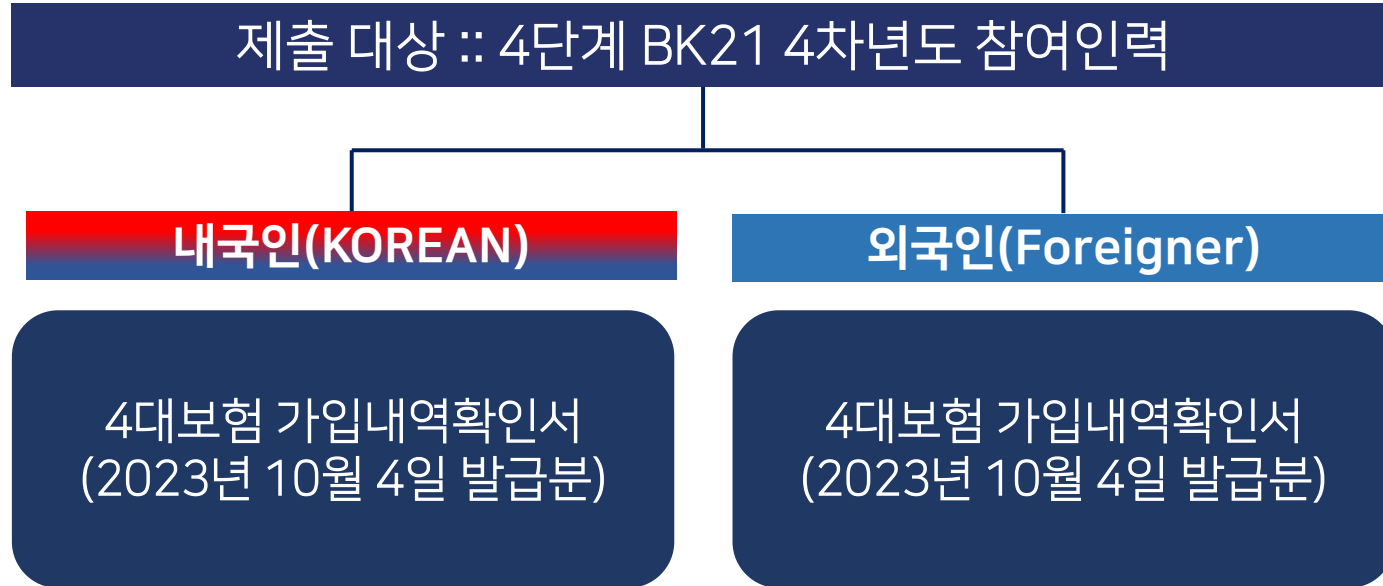 제출 대상 :: 4단계 BK21 4차년도 참여인력
내국인(KOREAN)
외국인(Foreigner)
4대보험 가입내역확인서
(2023년 10월 4일 발급분)
4대보험 가입내역확인서
(2023년 10월 4일 발급분)